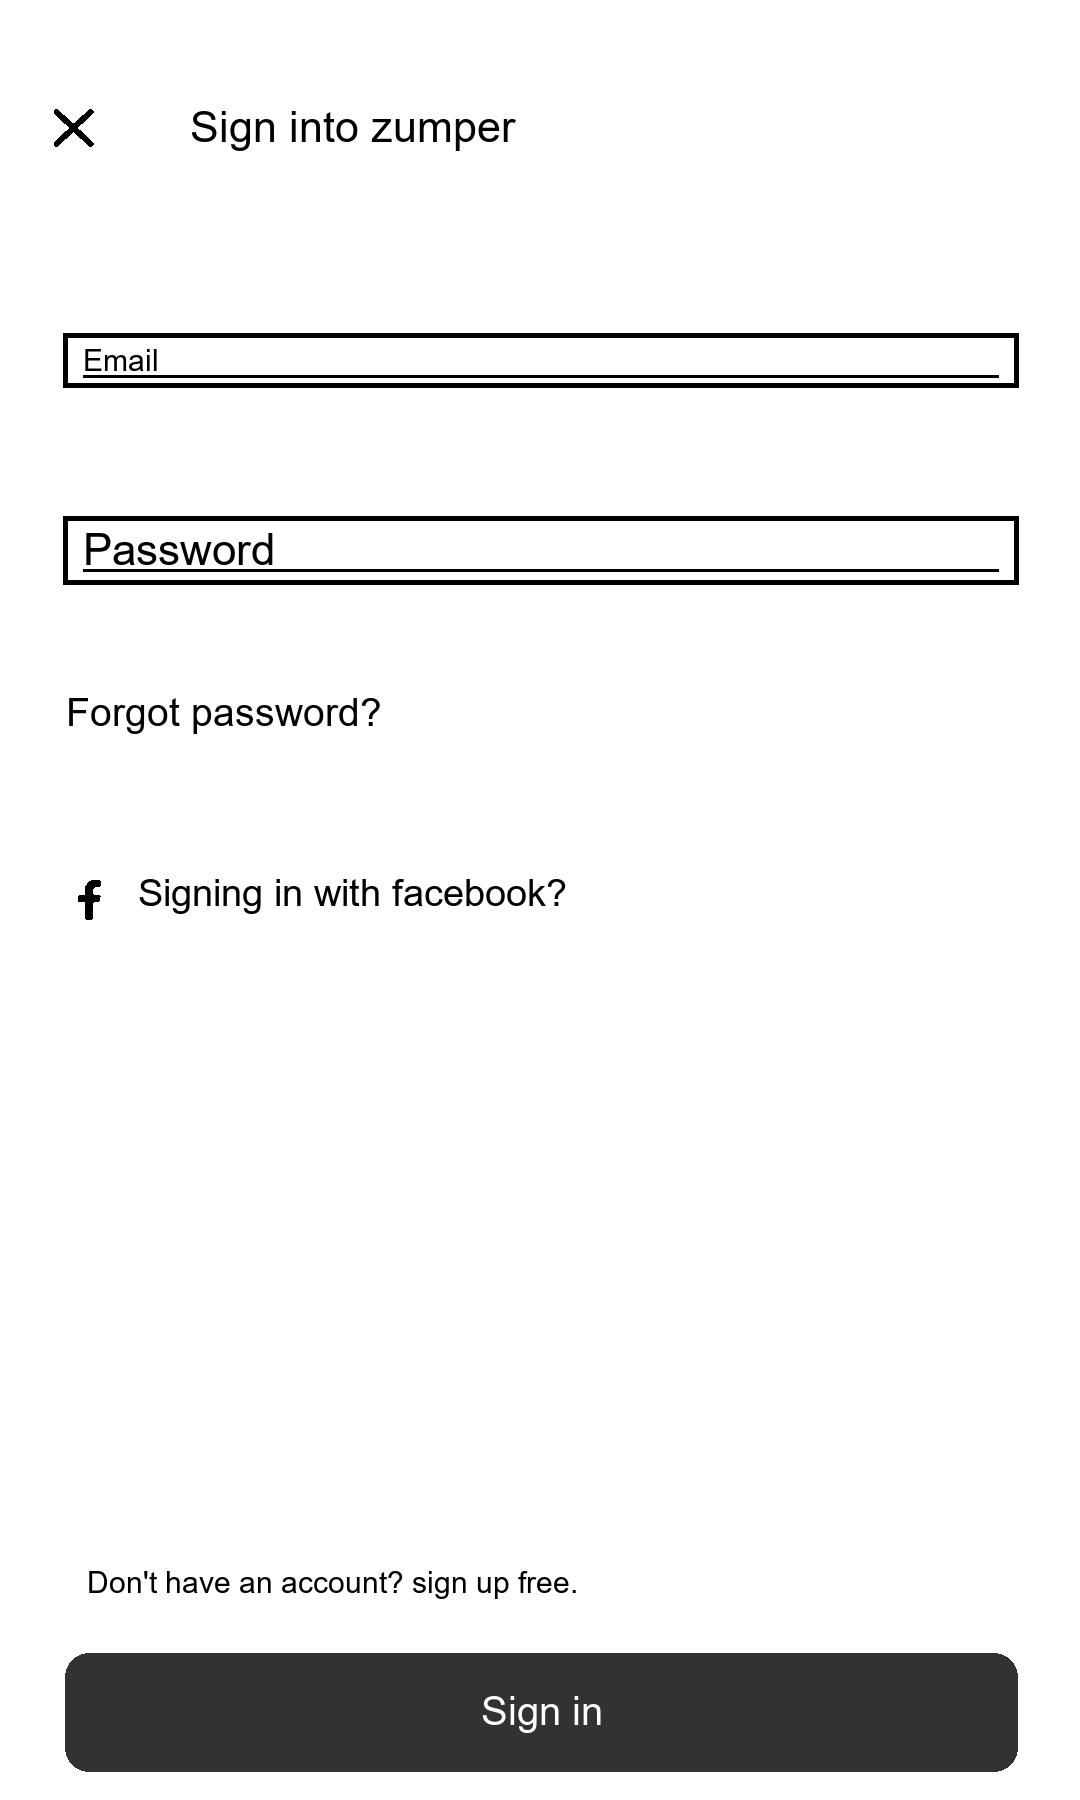 Sign into zumper
Email
Password
Forgot password?
Signing in with facebook?
Don't have an account? sign up free.
Sign in